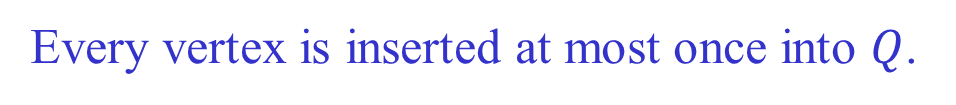 Every vertex is inserted at most once into Q.